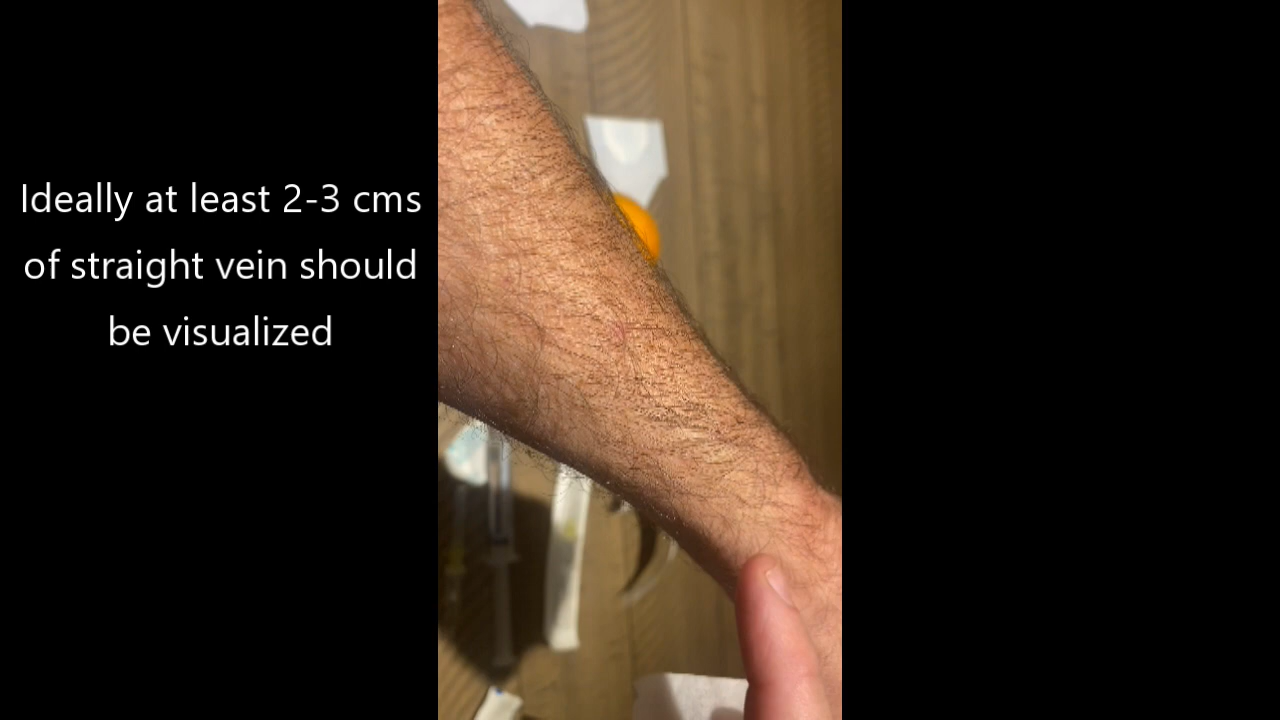 Ideally at least 2-3 cms
of straight vein should
be visualized